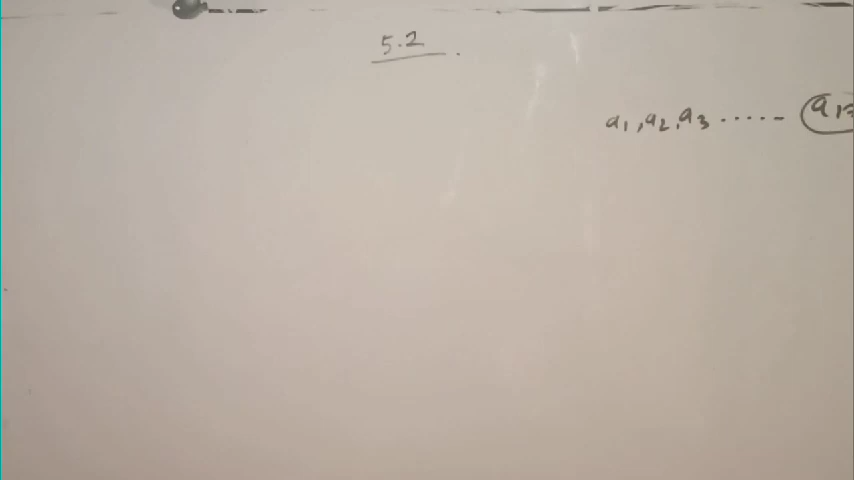 5.2
a₁, a₂, a₃ ......